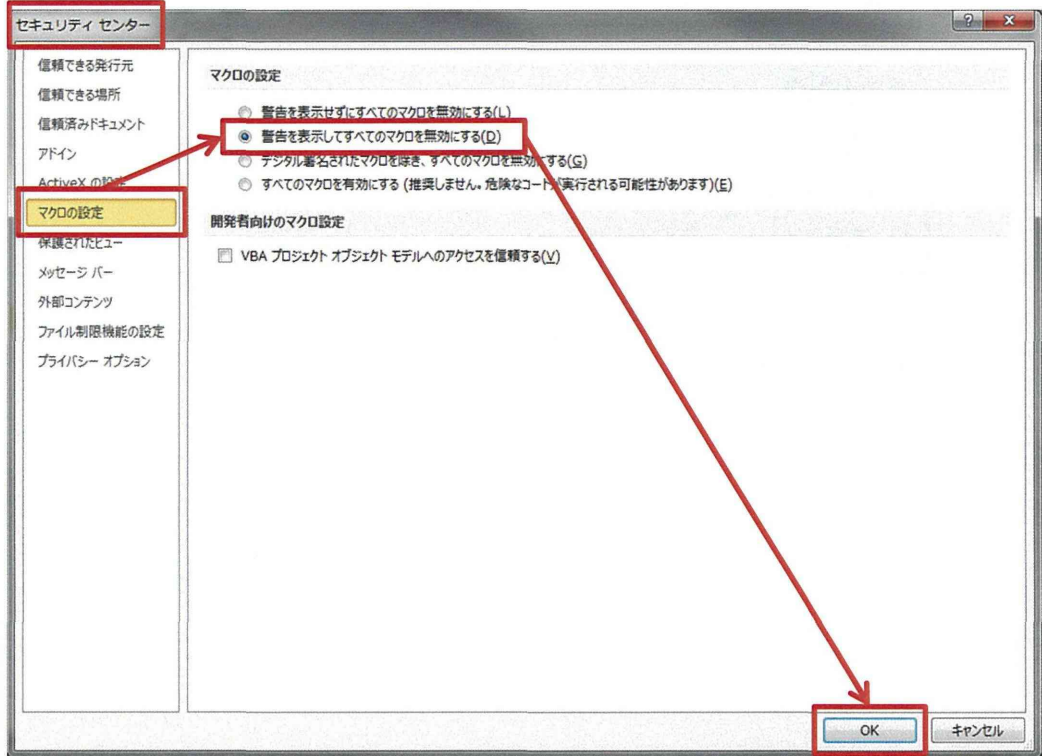 セキュリティ センター
信頼できる発行元
信頼できる場所
信頼済みドキュメント
アドイン
ActiveX の設定
マクロの設定
保護されたビュー
メッセージ バー
外部コンテンツ
ファイル制限機能の設定
プライバシー オプション
マクロの設定
警告を表示せずにすべてのマクロを無効にする(L)
警告を表示してすべてのマクロを無効にする(D)
デジタル署名されたマクロを除き、すべてのマクロを無効にする(G)
すべてのマクロを有効にする (推奨しません。危険なコードが実行される可能性があります)(E)
開発者向けのマクロ設定
VBA プロジェクト オブジェクト モデルへのアクセスを信頼する(V)
OK
キャンセル